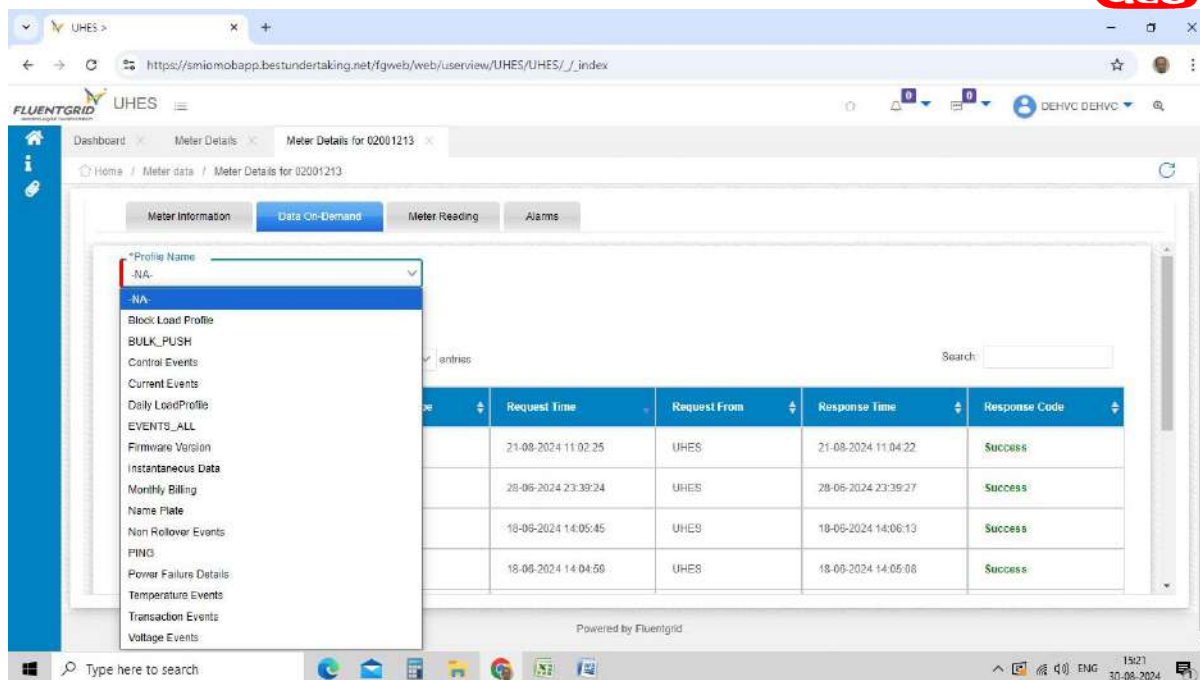 UHES >
https://smiomobapp.bestundertaking.net/fgweb/web/userview/UHES/UHES/_/_index
FLUENTGRID UHES 0 0 DEHVC DEHVC
Dashboard Meter Details Meter Details for 02001213
Home / Meter data / Meter Details for 02001213
Meter Information Data On-Demand Meter Reading Alarms
*Profile Name
-NA-
-NA-
Block Load Profile
BULK_PUSH
Control Events
Current Events
Daily LoadProfile
EVENTS_ALL
Firmware Version
Instantaneous Data
Monthly Billing
Name Plate
Non Rollover Events
PING
Power Failure Details
Temperature Events
Transaction Events
Voltage Events
entries Search:
Request Time Request From Response Time Response Code
21-08-2024 11:02:25 UHES 21-08-2024 11:04:22 Success
28-06-2024 23:39:24 UHES 28-06-2024 23:39:27 Success
18-06-2024 14:05:45 UHES 18-06-2024 14:06:13 Success
18-06-2024 14:04:59 UHES 18-06-2024 14:05:08 Success
Powered by Fluentgrid
Type here to search ENG 15:21
30-08-2024